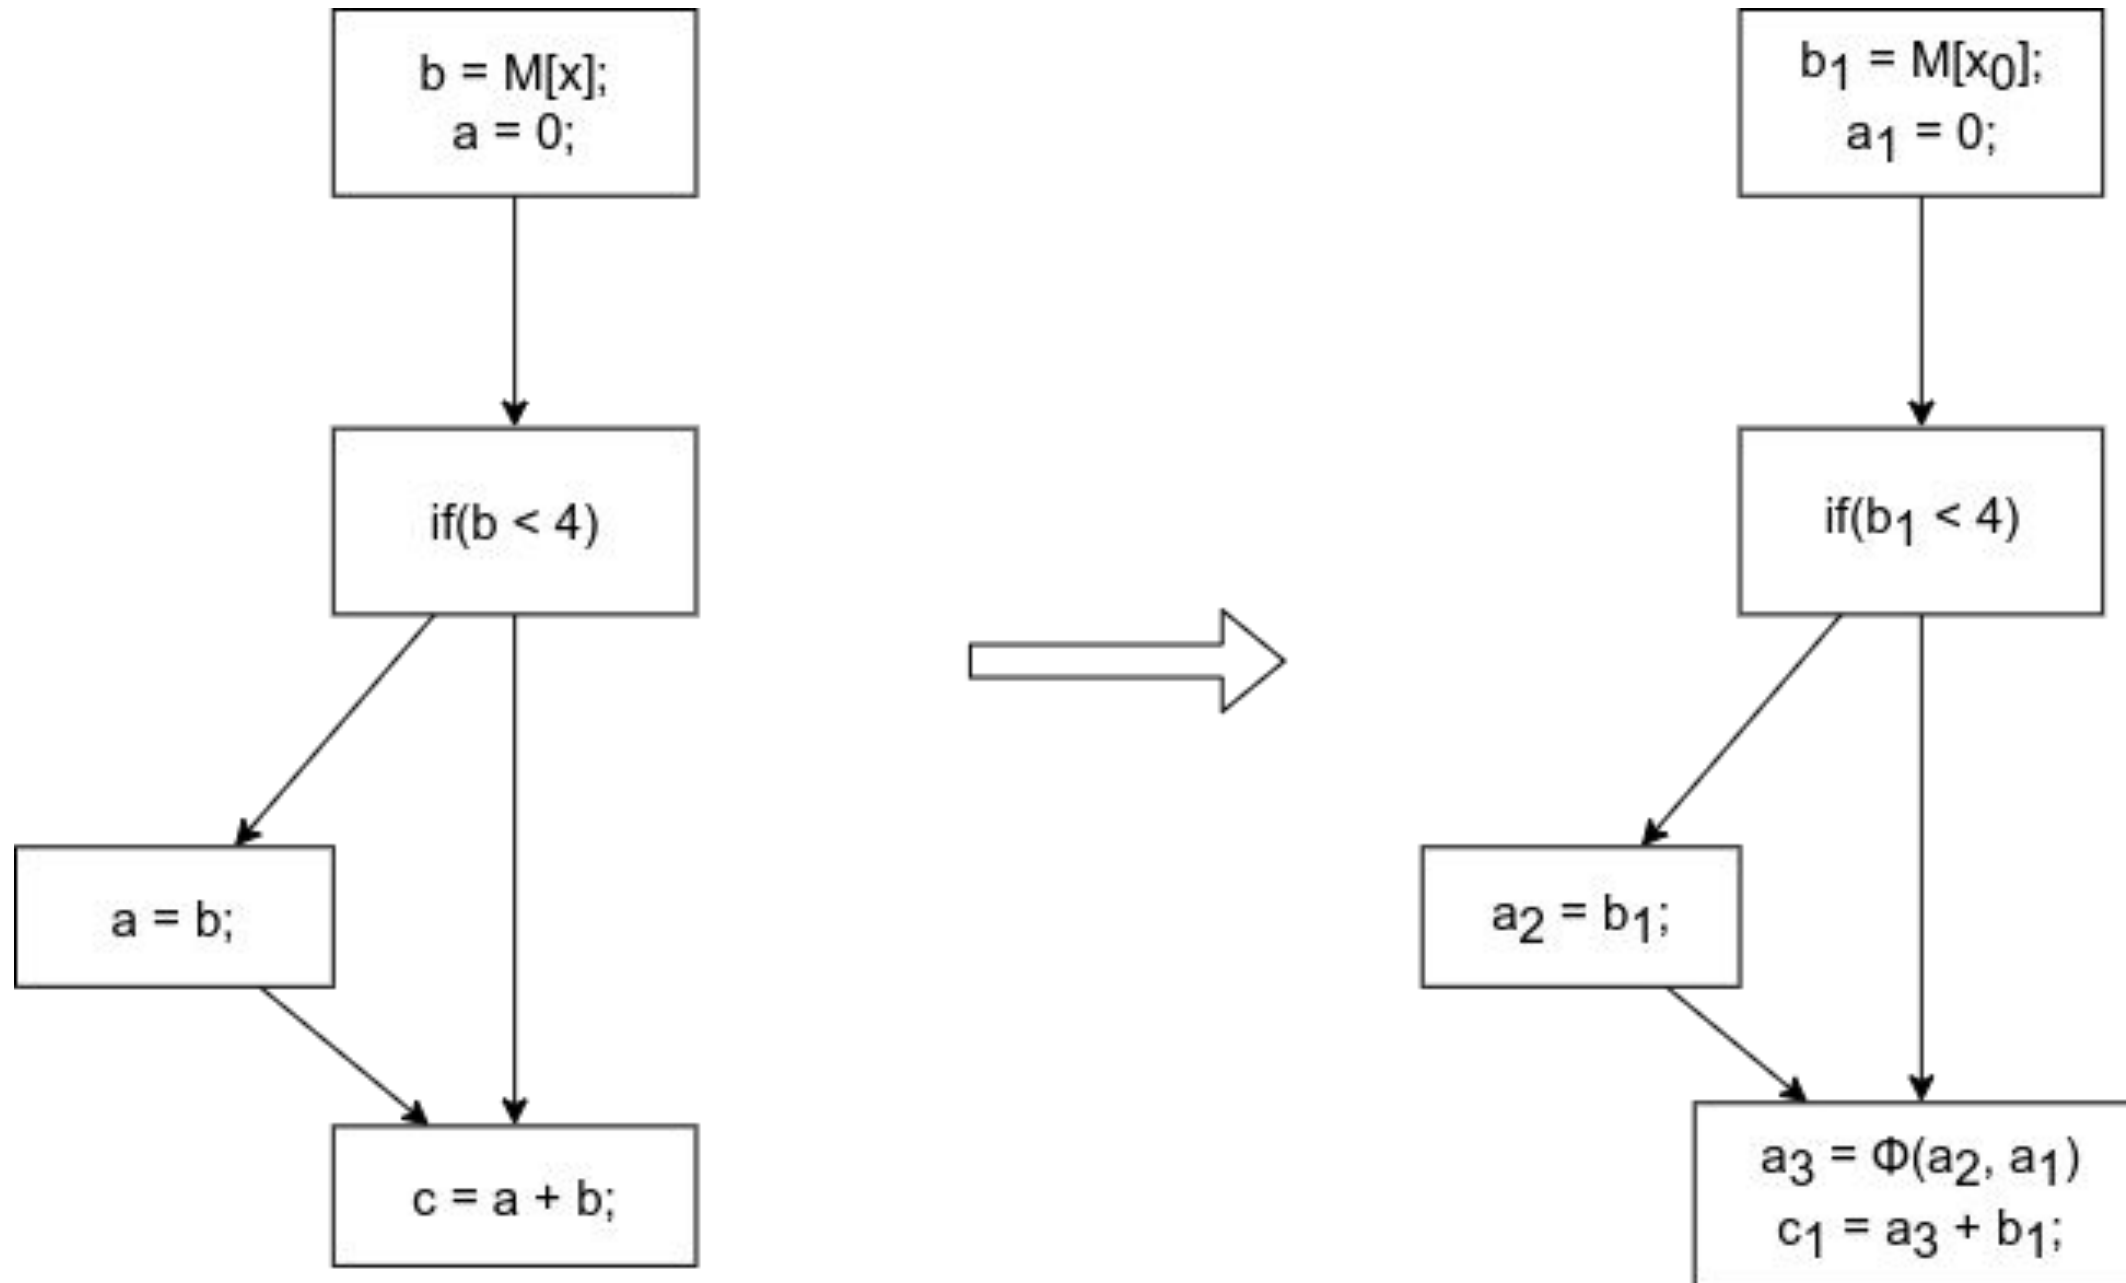 b = M[x];
a = 0;
if(b < 4)
a = b;
c = a + b;
b₁ = M[x₀];
a₁ = 0;
if(b₁ < 4)
a₂ = b₁;
a₃ = Φ(a₂, a₁)
c₁ = a₃ + b₁;